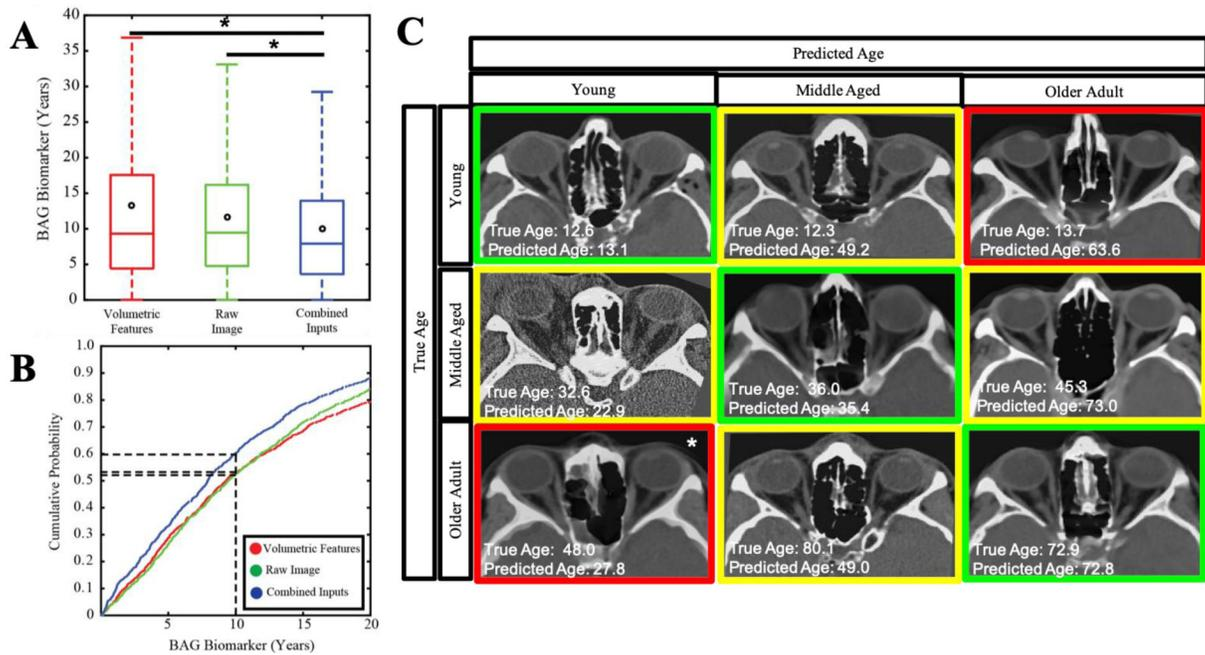 A
40
35
30
25
20
15
10
5
0
BAG Biomarker (Years)
*
*
Volumetric
Features
Raw
Image
Combined
Inputs
B
1.0
0.9
0.8
0.7
0.6
0.5
0.4
0.3
0.2
0.1
0
Cumulative Probability
5
10
15
20
BAG Biomarker (Years)
Volumetric Features
Raw Image
Combined Inputs
C
Predicted Age
Young
Middle Aged
Older Adult
True Age
Young
True Age: 12.6
Predicted Age: 13.1
True Age: 12.3
Predicted Age: 49.2
True Age: 13.7
Predicted Age: 63.6
Middle Aged
True Age: 32.6
Predicted Age: 22.9
True Age: 36.0
Predicted Age: 35.4
True Age: 45.3
Predicted Age: 73.0
Older Adult
*
True Age: 48.0
Predicted Age: 27.8
True Age: 80.1
Predicted Age: 49.0
True Age: 72.9
Predicted Age: 72.8